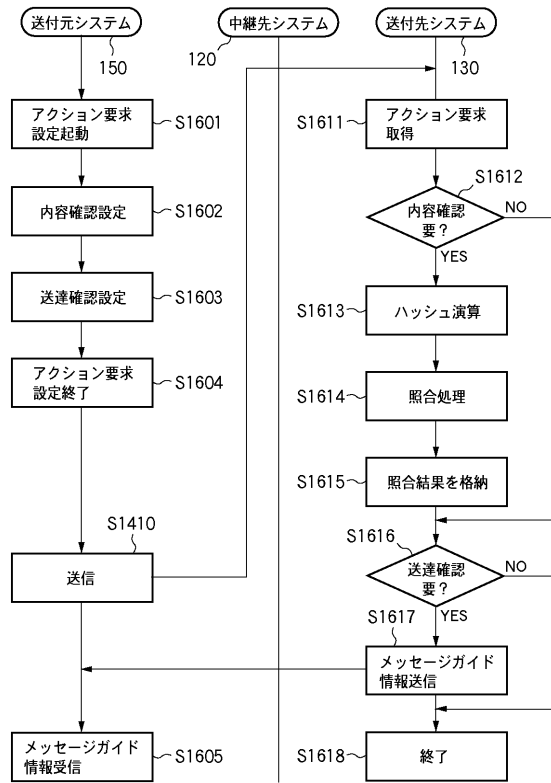 送付元システム
150
中継先システム
120
送付先システム
130
アクション要求
設定起動
S1601
内容確認設定
S1602
送達確認設定
S1603
アクション要求
設定終了
S1604
S1410
送信
メッセージガイド
情報受信
S1605
S1611
アクション要求
取得
S1612
内容確認
要?
NO
YES
S1613
ハッシュ演算
S1614
照合処理
S1615
照合結果を格納
S1616
送達確認
要?
NO
YES
S1617
メッセージガイド
情報送信
S1618
終了